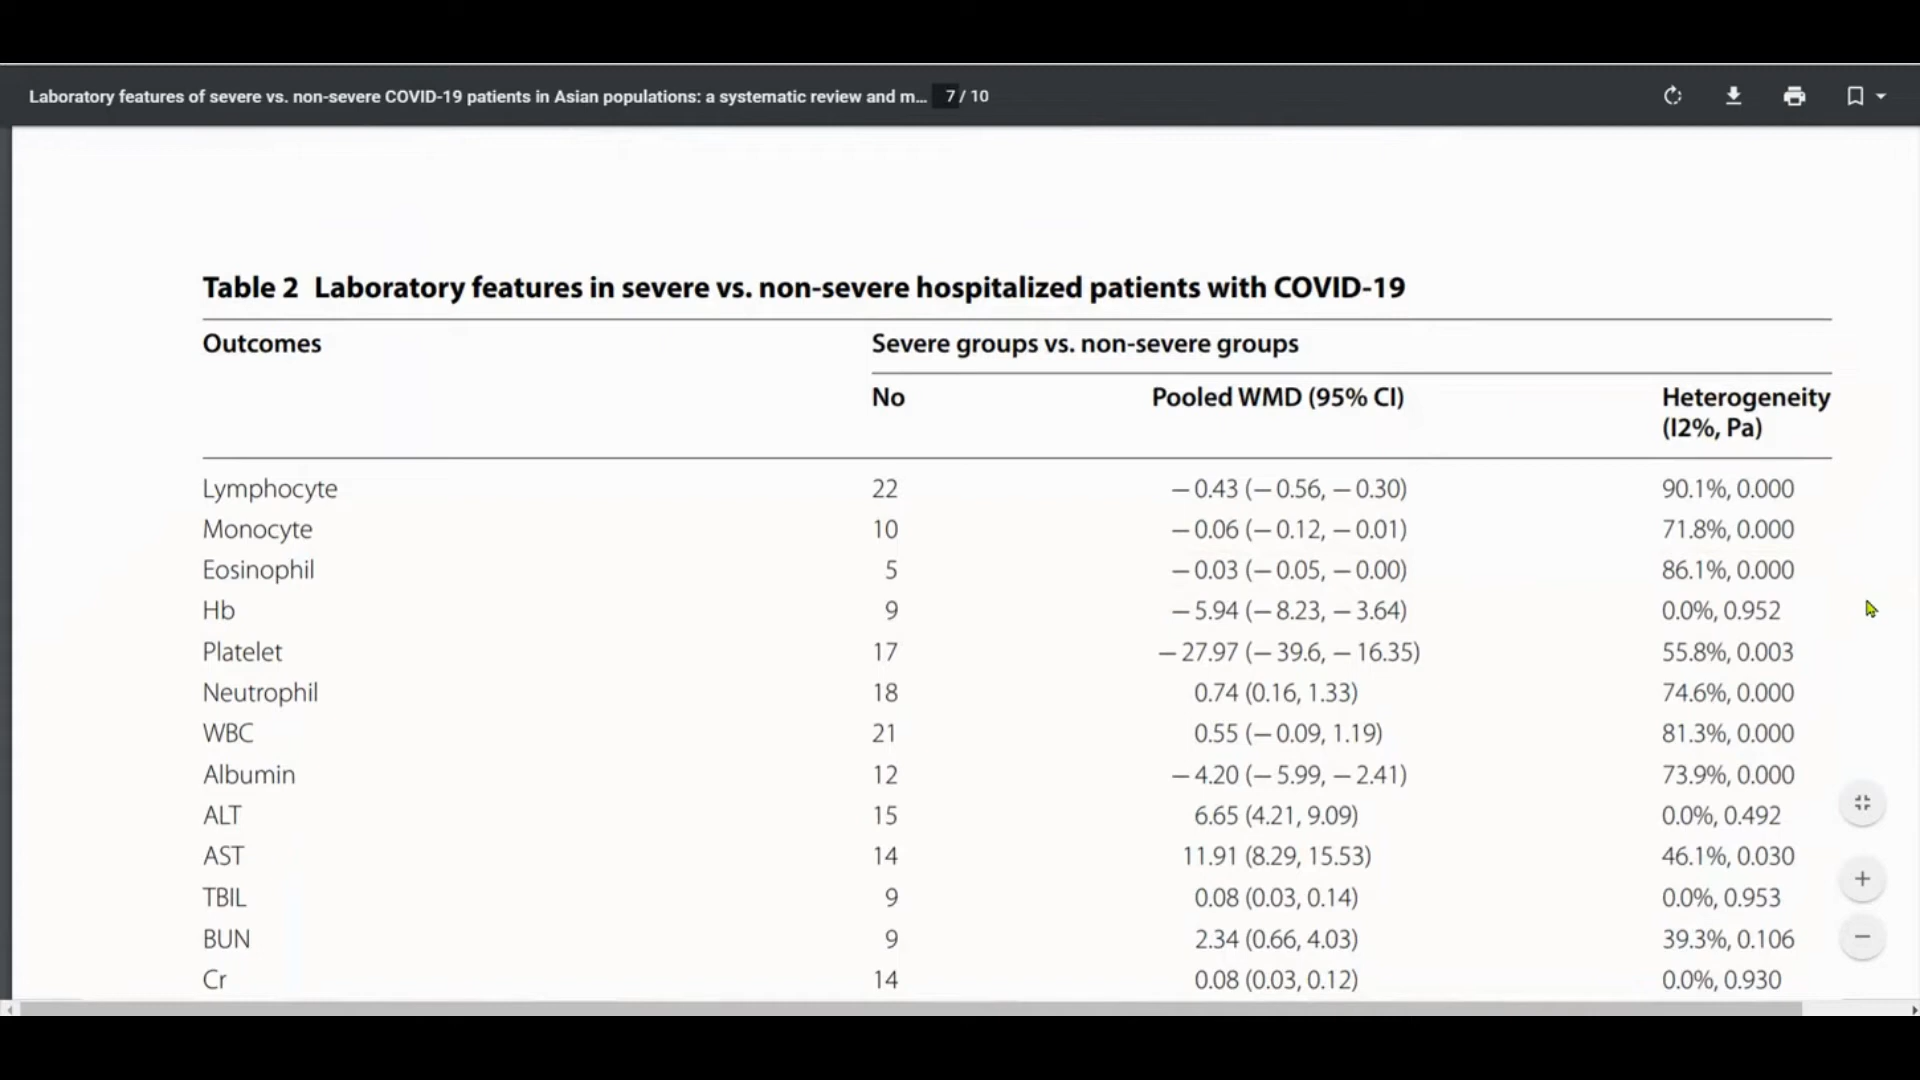 Laboratory features of severe vs. non-severe COVID-19 patients in Asian populations: a systematic review and m... 7 / 10
Table 2 Laboratory features in severe vs. non-severe hospitalized patients with COVID-19
Outcomes Severe groups vs. non-severe groups
No Pooled WMD (95% CI) Heterogeneity
(I2%, Pa)
Lymphocyte 22 − 0.43 (− 0.56, − 0.30) 90.1%, 0.000
Monocyte 10 − 0.06 (− 0.12, − 0.01) 71.8%, 0.000
Eosinophil 5 − 0.03 (− 0.05, − 0.00) 86.1%, 0.000
Hb 9 − 5.94 (− 8.23, − 3.64) 0.0%, 0.952
Platelet 17 − 27.97 (− 39.6, − 16.35) 55.8%, 0.003
Neutrophil 18 0.74 (0.16, 1.33) 74.6%, 0.000
WBC 21 0.55 (− 0.09, 1.19) 81.3%, 0.000
Albumin 12 − 4.20 (− 5.99, − 2.41) 73.9%, 0.000
ALT 15 6.65 (4.21, 9.09) 0.0%, 0.492
AST 14 11.91 (8.29, 15.53) 46.1%, 0.030
TBIL 9 0.08 (0.03, 0.14) 0.0%, 0.953
BUN 9 2.34 (0.66, 4.03) 39.3%, 0.106
Cr 14 0.08 (0.03, 0.12) 0.0%, 0.930